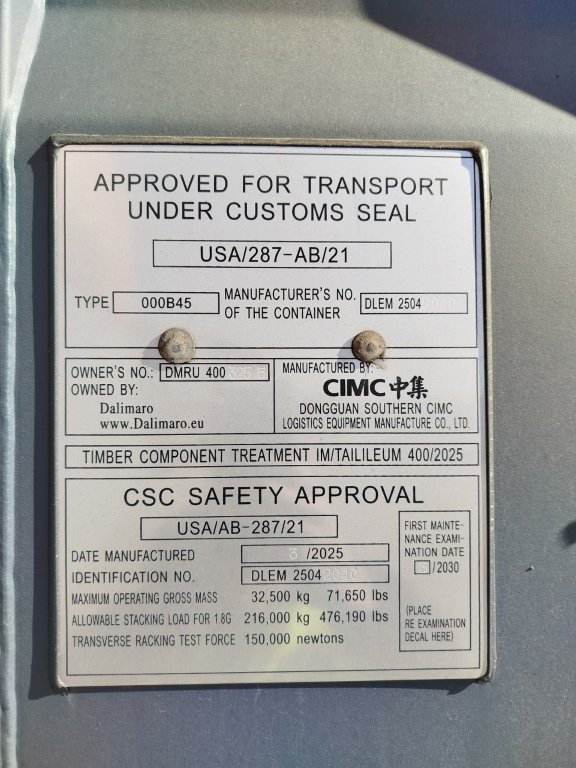 APPROVED FOR TRANSPORT
UNDER CUSTOMS SEAL
USA/287-AB/21
TYPE 000B45 MANUFACTURER'S NO. OF THE CONTAINER DLEM 2504
OWNER'S NO.: DMRU 400
OWNED BY:
Dalimaro
www.Dalimaro.eu
MANUFACTURED BY:
CIMC中集
DONGGUAN SOUTHERN CIMC
LOGISTICS EQUIPMENT MANUFACTURE CO., LTD.
TIMBER COMPONENT TREATMENT IM/TAILILEUM 400/2025
CSC SAFETY APPROVAL
USA/AB-287/21
DATE MANUFACTURED 3 /2025
IDENTIFICATION NO. DLEM 2504
MAXIMUM OPERATING GROSS MASS 32,500 kg 71,650 lbs
ALLOWABLE STACKING LOAD FOR 1.8G 216,000 kg 476,190 lbs
TRANSVERSE RACKING TEST FORCE 150,000 newtons
FIRST MAINTE-
NANCE EXAMI-
NATION DATE
/2030
(PLACE
RE EXAMINATION
DECAL HERE)